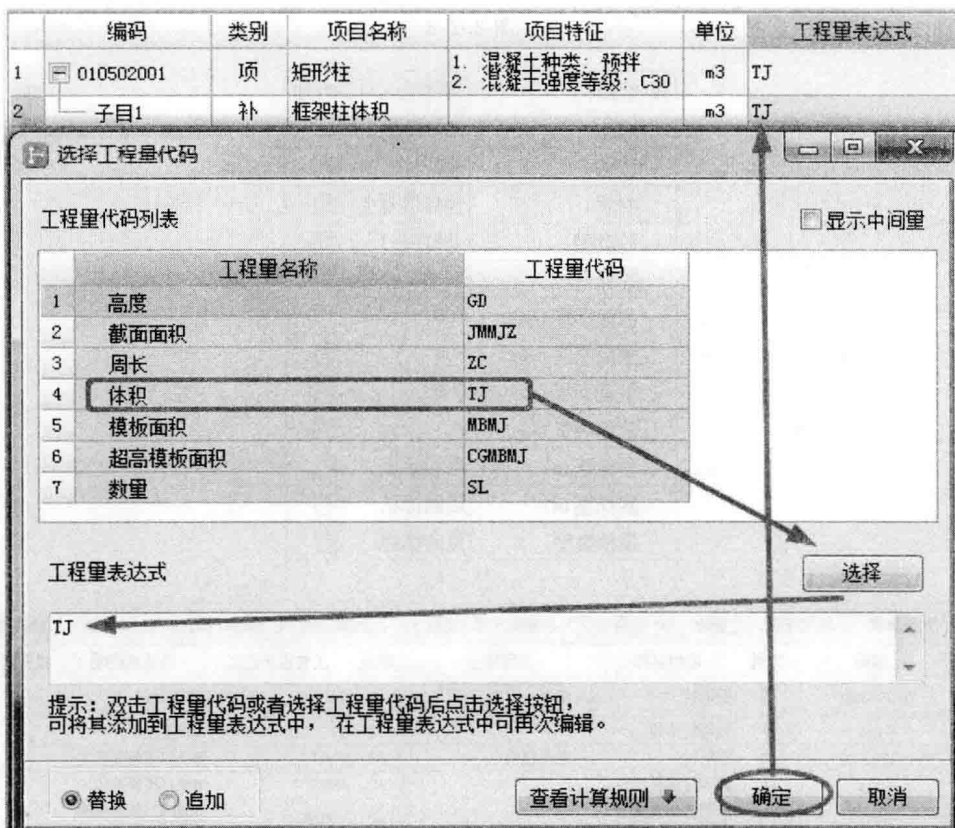 编码 类别 项目名称 项目特征 单位 工程量表达式
1 010502001 项 矩形柱 1. 混凝土种类: 预拌 m3 TJ
2. 混凝土强度等级: C30
2 子目1 补 框架柱体积 m3 TJ
选择工程量代码
工程量代码列表 显示中间量
工程量名称 工程量代码
1 高度 GD
2 截面面积 JMMJZ
3 周长 ZC
4 体积 TJ
5 模板面积 MBMJ
6 超高模板面积 CGMBMJ
7 数量 SL
工程量表达式 选择
TJ
提示: 双击工程量代码或者选择工程量代码后点击选择按钮,
可将其添加到工程量表达式中, 在工程量表达式中可再次编辑。
替换 追加 查看计算规则 确定 取消